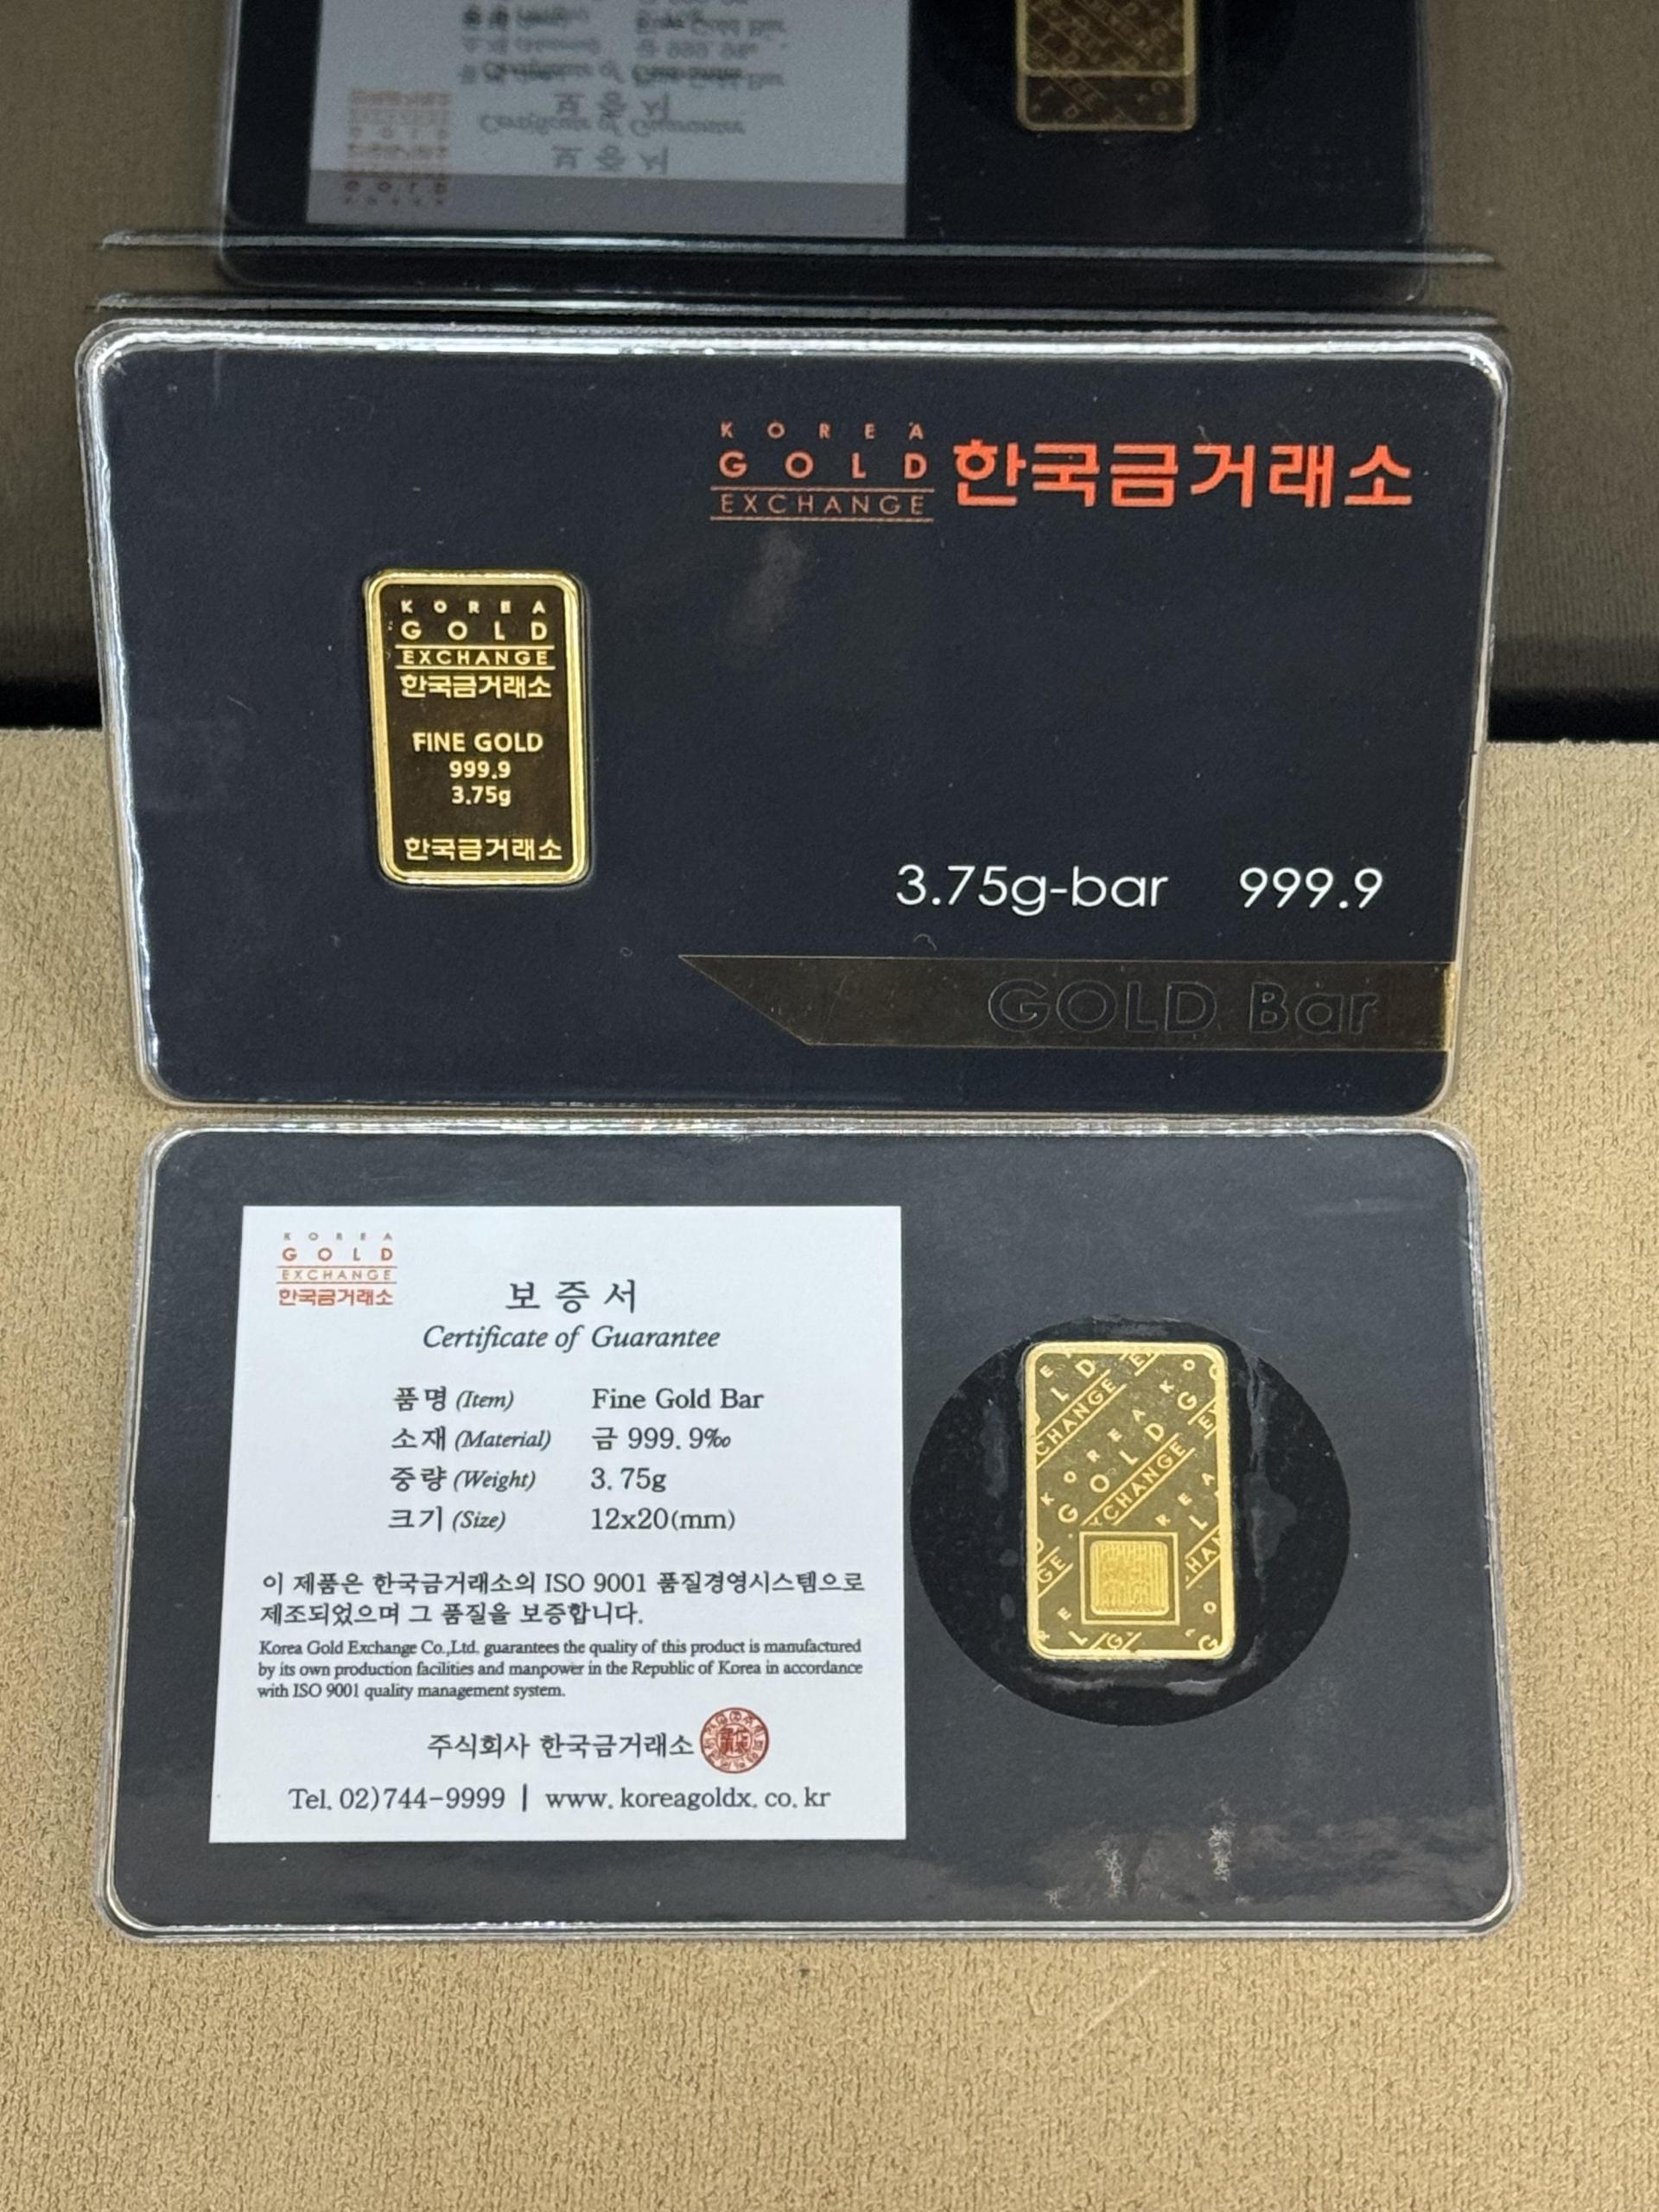 KOREA
GOLD
EXCHANGE
한국금거래소
KOREA
GOLD
EXCHANGE
한국금거래소
FINE GOLD
999.9
3.75g
한국금거래소
3.75g-bar 999.9
GOLD Bar
KOREA
GOLD
EXCHANGE
한국금거래소
보증서
Certificate of Guarantee
품명 (Item) Fine Gold Bar
소재 (Material) 금 999.9‰
중량 (Weight) 3.75g
크기 (Size) 12x20(mm)
이 제품은 한국금거래소의 ISO 9001 품질경영시스템으로
제조되었으며 그 품질을 보증합니다.
Korea Gold Exchange Co.,Ltd. guarantees the quality of this product is manufactured
by its own production facilities and manpower in the Republic of Korea in accordance
with ISO 9001 quality management system.
주식회사 한국금거래소
Tel. 02)744-9999 | www.koreagoldx.co.kr
KOREA
GOLD
XCHANGE